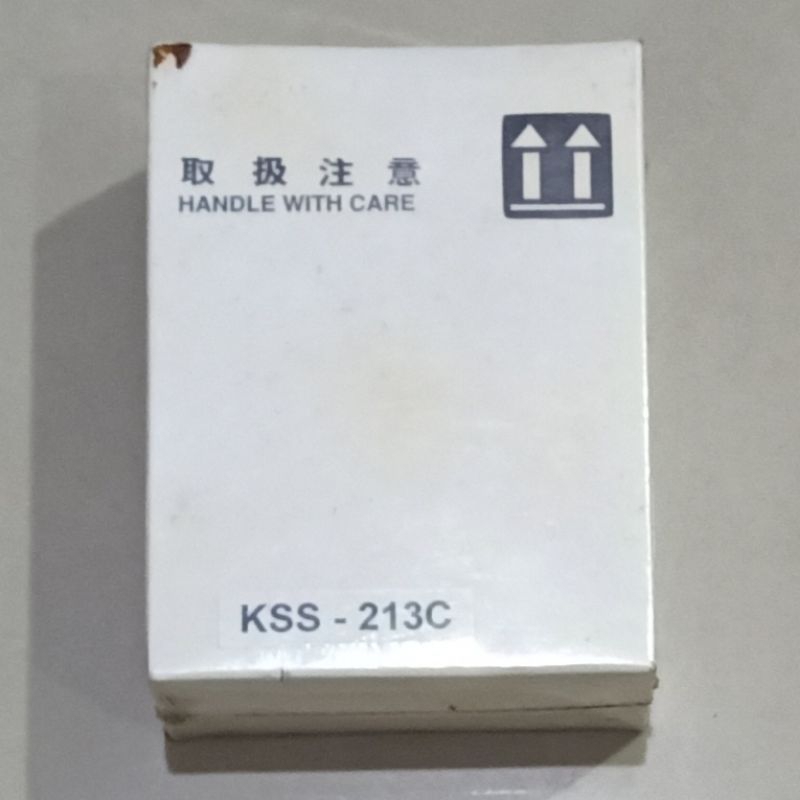 取扱注意
HANDLE WITH CARE
KSS - 213C